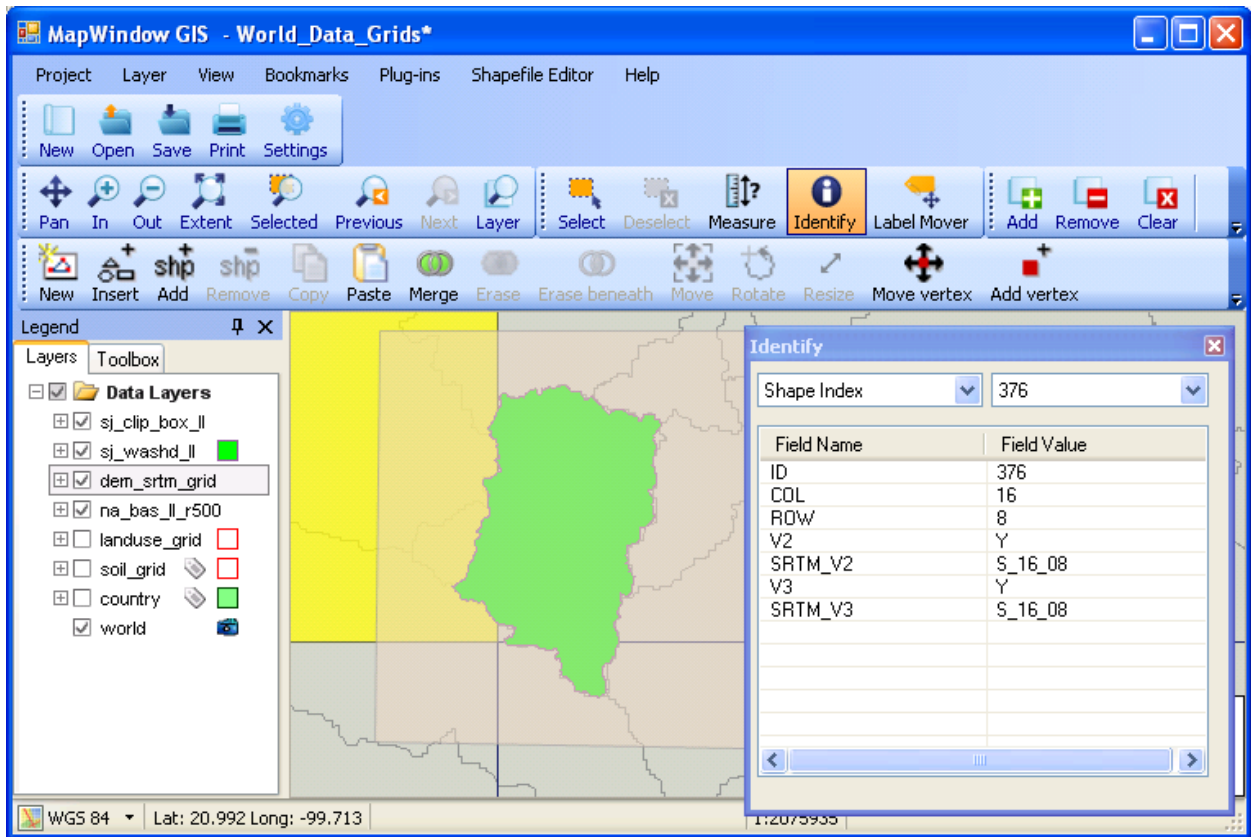 MapWindow GIS - World_Data_Grids*
Project Layer View Bookmarks Plug-ins Shapefile Editor Help
New Open Save Print Settings
Pan In Out Extent Selected Previous Next Layer Select Deselect Measure Identify Label Mover Add Remove Clear
New Insert Add Remove Copy Paste Merge Erase Erase beneath Move Rotate Resize Move vertex Add vertex
Legend
Layers Toolbox
Data Layers
sj_clip_box_ll
sj_washd_ll
dem_srtm_grid
na_bas_ll_r500
landuse_grid
soil_grid
country
world
Identify
Shape Index 376
Field Name Field Value
ID 376
COL 16
ROW 8
V2 Y
SRTM_V2 S_16_08
V3 Y
SRTM_V3 S_16_08
WGS 84 Lat: 20.992 Long: -99.713 1:2075935